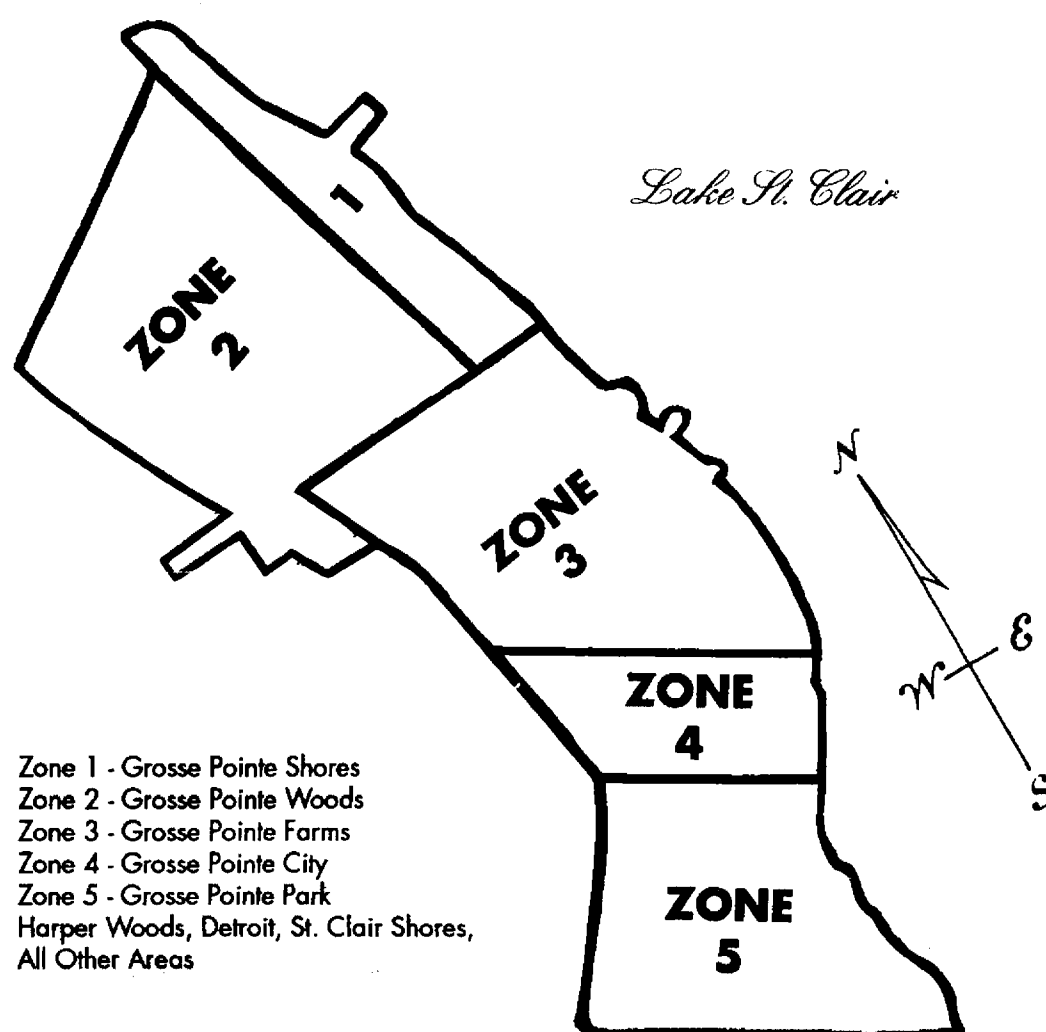 1
Lake St. Clair
ZONE
2
ZONE
3
N
E
W
S
ZONE
4
Zone 1 - Grosse Pointe Shores
Zone 2 - Grosse Pointe Woods
Zone 3 - Grosse Pointe Farms
Zone 4 - Grosse Pointe City
Zone 5 - Grosse Pointe Park
Harper Woods, Detroit, St. Clair Shores,
All Other Areas
ZONE
5